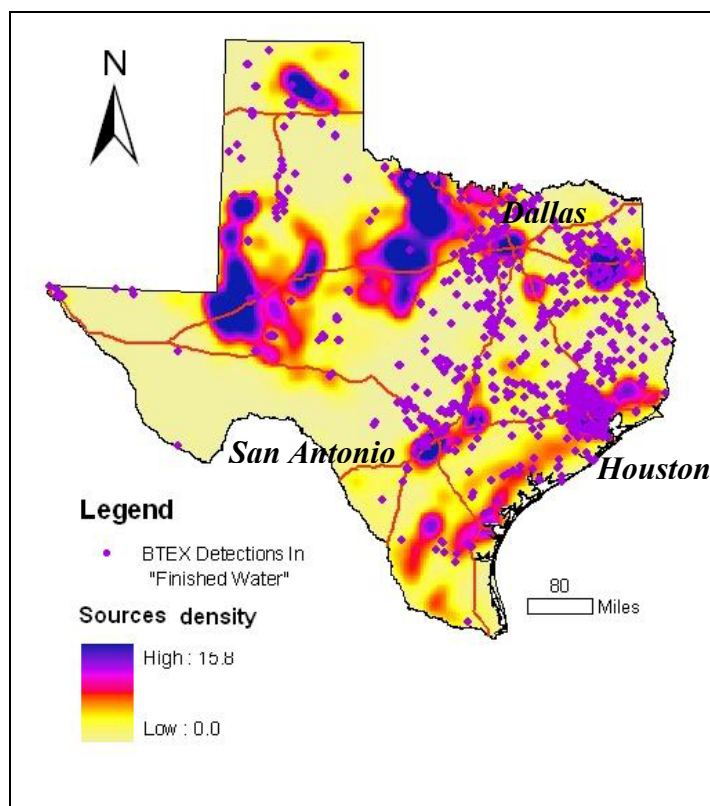 N
Dallas
San Antonio
Houston
Legend
BTEX Detections In
"Finished Water"
80
Miles
Sources density
High : 15.8
Low : 0.0